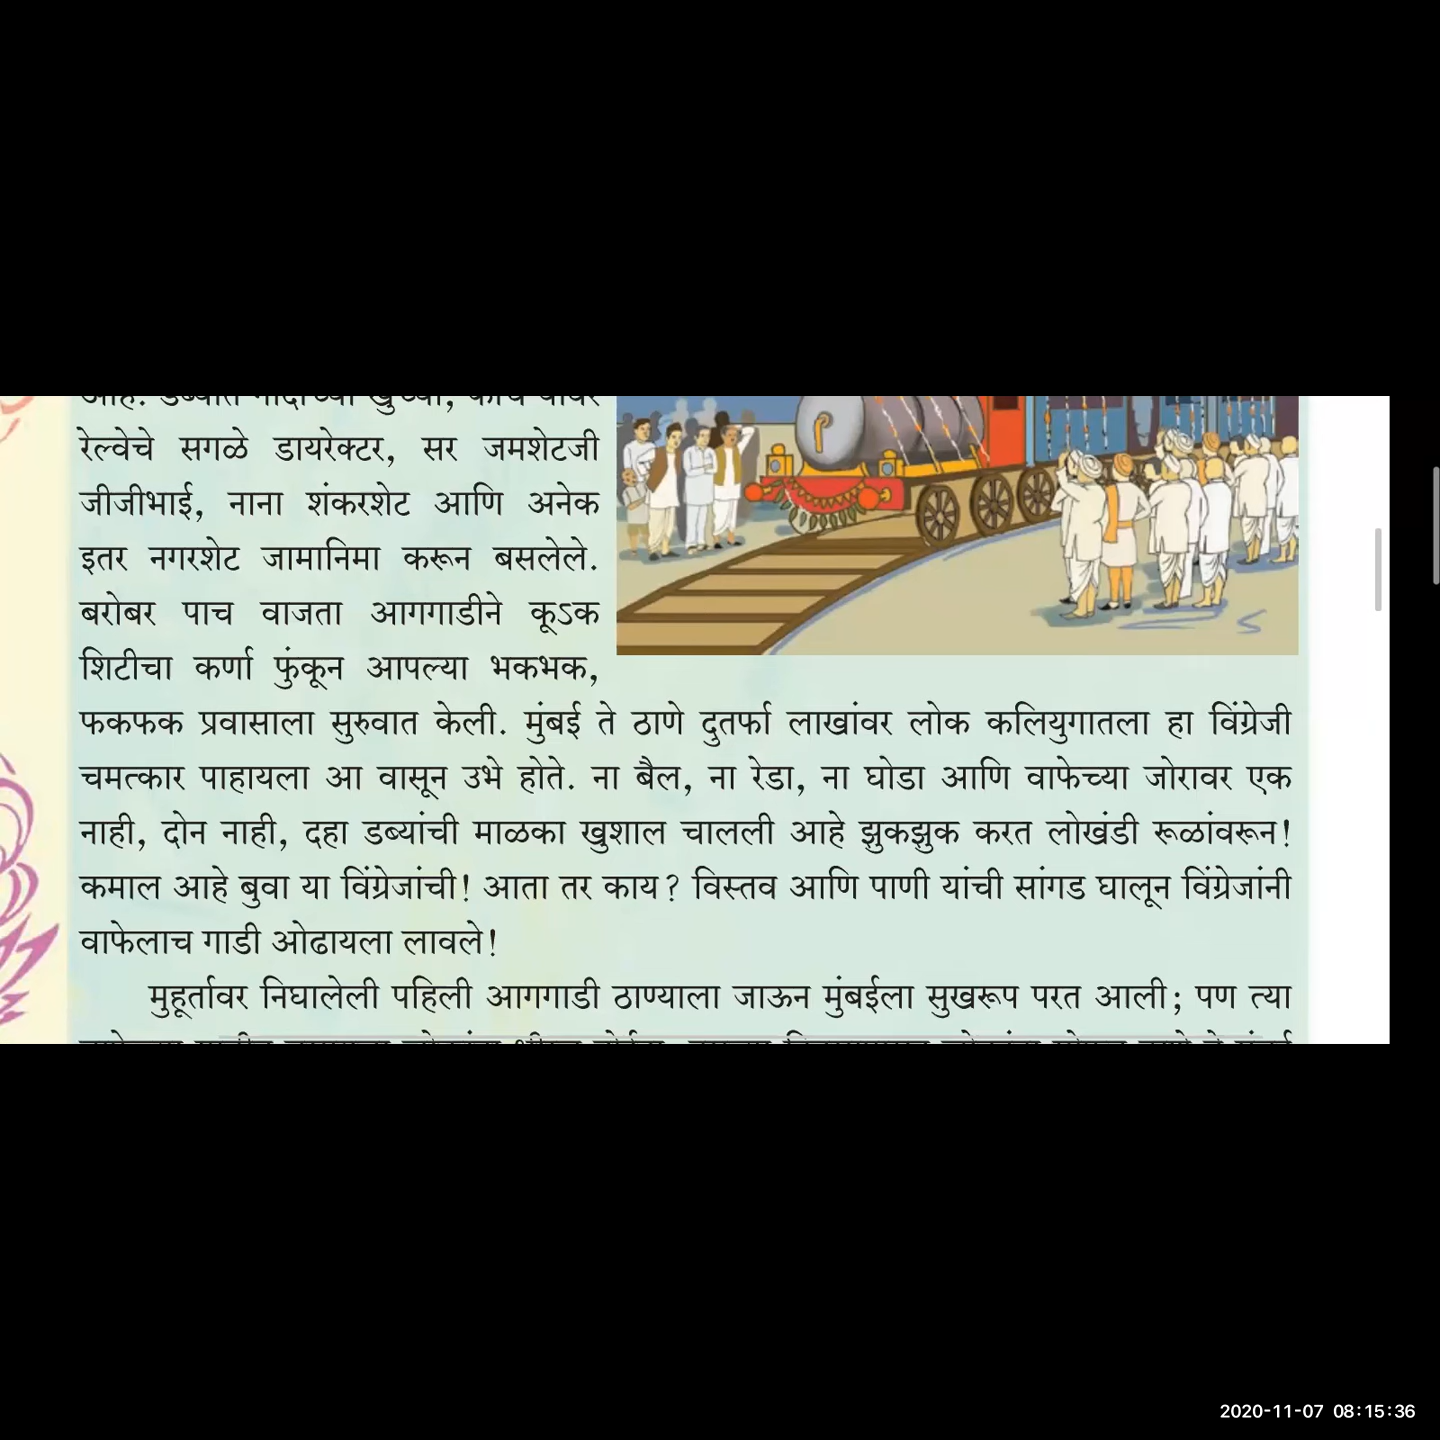 रेल्वेचे सगळे डायरेक्टर, सर जमशेटजी
जीजीभाई, नाना शंकरशेट आणि अनेक
इतर नगरशेट जामानिमा करून बसलेले.
बरोबर पाच वाजता आगगाडीने कूऽक
शिटीचा कर्णा फुंकून आपल्या भकभक,
फकफक प्रवासाला सुरुवात केली. मुंबई ते ठाणे दुतर्फा लाखांवर लोक कलियुगातला हा विंग्रेजी
चमत्कार पाहायला आ वासून उभे होते. ना बैल, ना रेडा, ना घोडा आणि वाफेच्या जोरावर एक
नाही, दोन नाही, दहा डब्यांची माळका खुशाल चालली आहे झुकझुक करत लोखंडी रूळांवरून!
कमाल आहे बुवा या विंग्रेजांची! आता तर काय? विस्तव आणि पाणी यांची सांगड घालून विंग्रेजांनी
वाफेलाच गाडी ओढायला लावले!
मुहूर्तावर निघालेली पहिली आगगाडी ठाण्याला जाऊन मुंबईला सुखरूप परत आली; पण त्या
2020-11-07 08:15:36